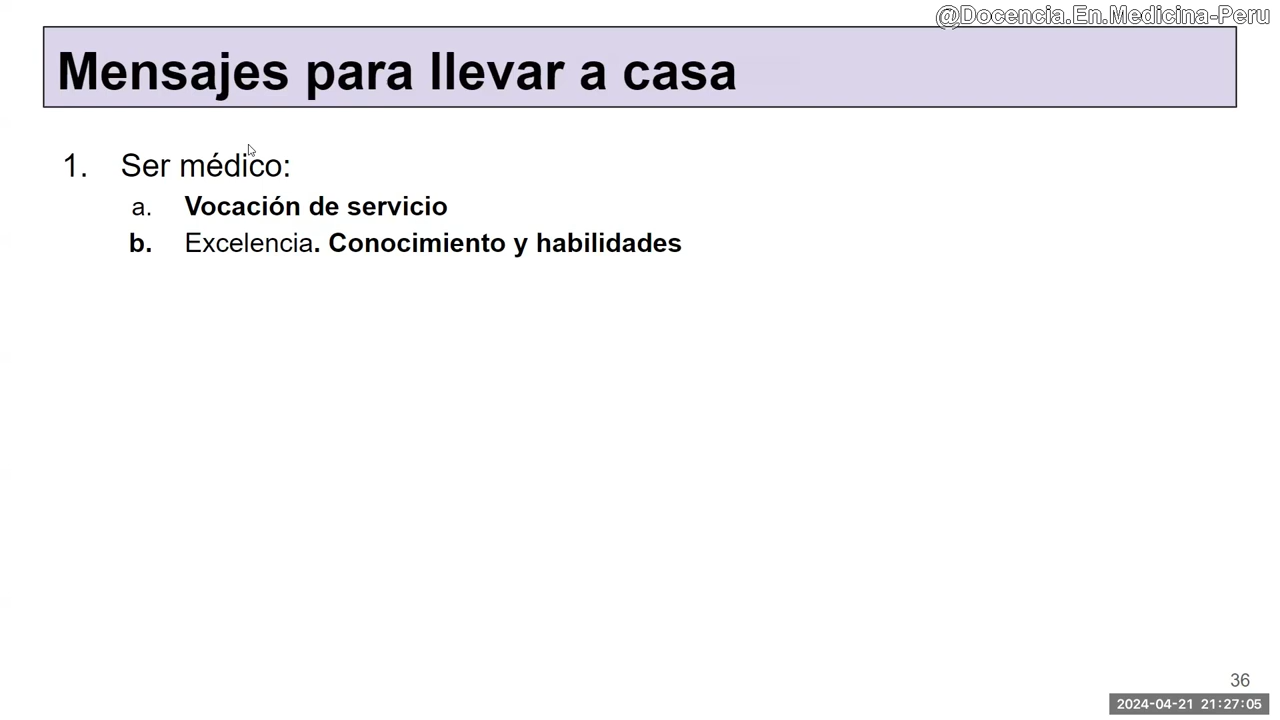 @Docencia.En.Medicina-Peru
Mensajes para llevar a casa
1. Ser médico:
a. Vocación de servicio
b. Excelencia. Conocimiento y habilidades
36
2024-04-21 21:27:05